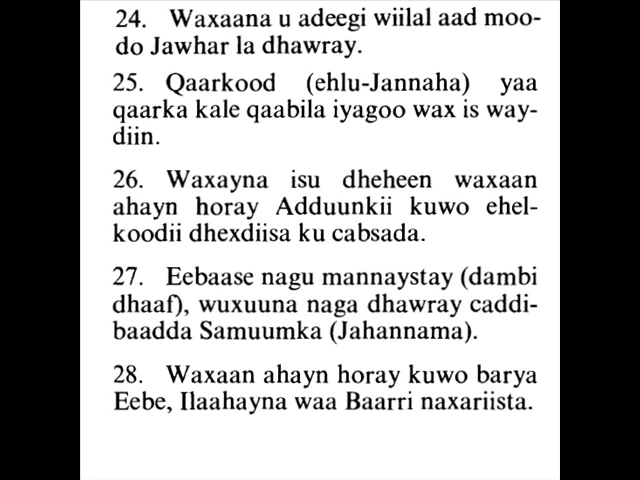 24. Waxaana u adeegi wiilal aad moo-
do Jawhar la dhawray.
25. Qaarkood (ehlu-Jannaha) yaa
qaarka kale qaabila iyagoo wax is way-
diin.
26. Waxayna isu dheheen waxaan
ahayn horay Adduunkii kuwo ehel-
koodii dhexdiisa ku cabsada.
27. Eebaase nagu mannaystay (dambi
dhaaf), wuxuuna naga dhawray caddi-
baadda Samuumka (Jahannama).
28. Waxaan ahayn horay kuwo barya
Eebe, Ilaahayna waa Baarri naxariista.